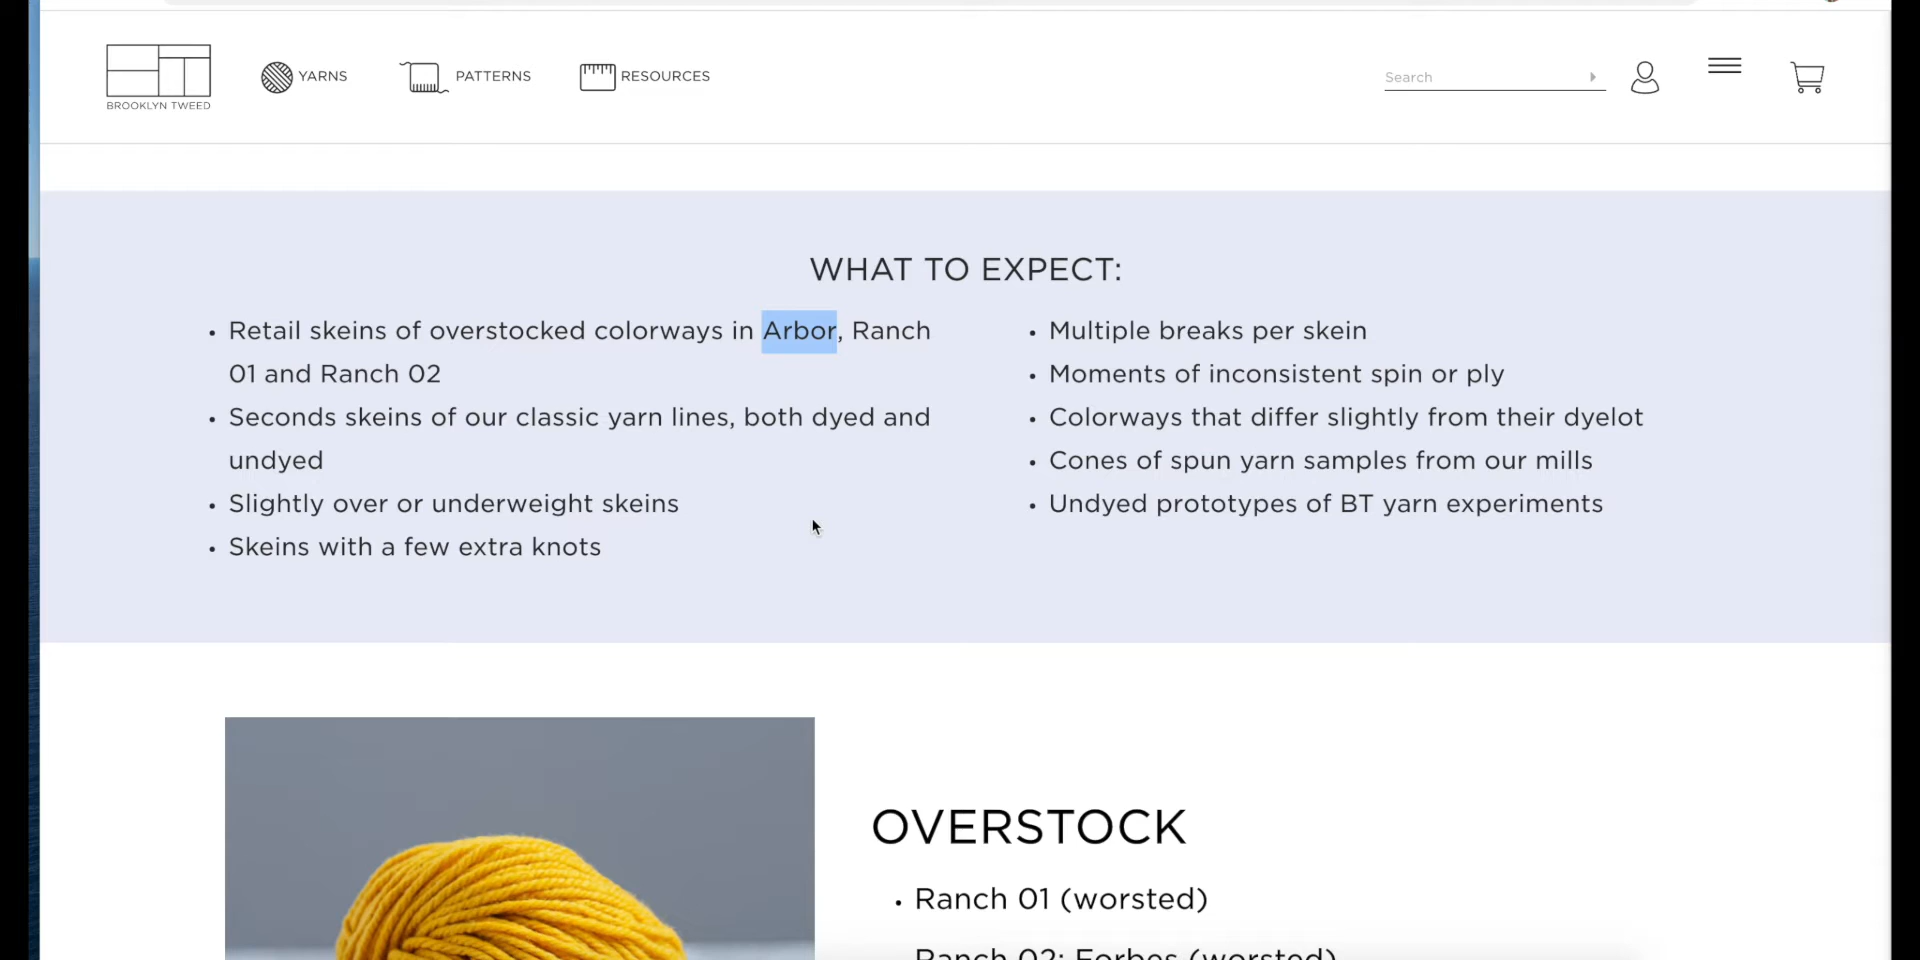 BROOKLYN TWEED
YARNS
PATTERNS
RESOURCES
Search
WHAT TO EXPECT:
• Retail skeins of overstocked colorways in Arbor, Ranch
01 and Ranch 02
• Seconds skeins of our classic yarn lines, both dyed and
undyed
• Slightly over or underweight skeins
• Skeins with a few extra knots
• Multiple breaks per skein
• Moments of inconsistent spin or ply
• Colorways that differ slightly from their dyelot
• Cones of spun yarn samples from our mills
• Undyed prototypes of BT yarn experiments
OVERSTOCK
• Ranch 01 (worsted)
Ranch 02: Forbes (worsted)